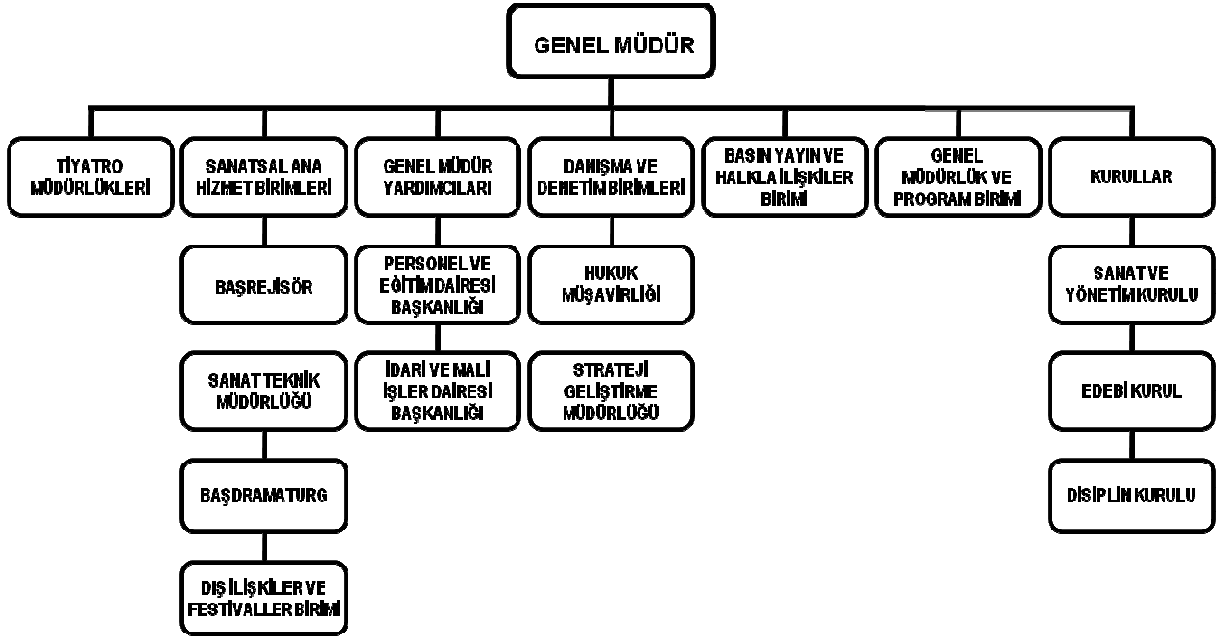 GENEL MÜDÜR
TİYATRO
MÜDÜRLÜKLERİ
SANATSAL ANA
HİZMET BİRİMLERİ
GENEL MÜDÜR
YARDIMCILARI
DANIŞMA VE
DENETİM BİRİMLERİ
BASIN YAYIN VE
HALKLA İLİŞKİLER
BİRİMİ
GENEL
MÜDÜRLÜK VE
PROGRAM BİRİMİ
KURULLAR
BAŞREJİSÖR
PERSONEL VE
EĞİTİM DAİRESİ
BAŞKANLIĞI
HUKUK
MÜŞAVİRLİĞİ
SANAT VE
YÖNETİM KURULU
SANAT TEKNİK
MÜDÜRLÜĞÜ
İDARİ VE MALİ
İŞLER DAİRESİ
BAŞKANLIĞI
STRATEJİ
GELİŞTİRME
MÜDÜRLÜĞÜ
EDEBİ KURUL
BAŞDRAMATURG
DİSİPLİN KURULU
DIŞ İLİŞKİLER VE
FESTİVALLER BİRİMİ